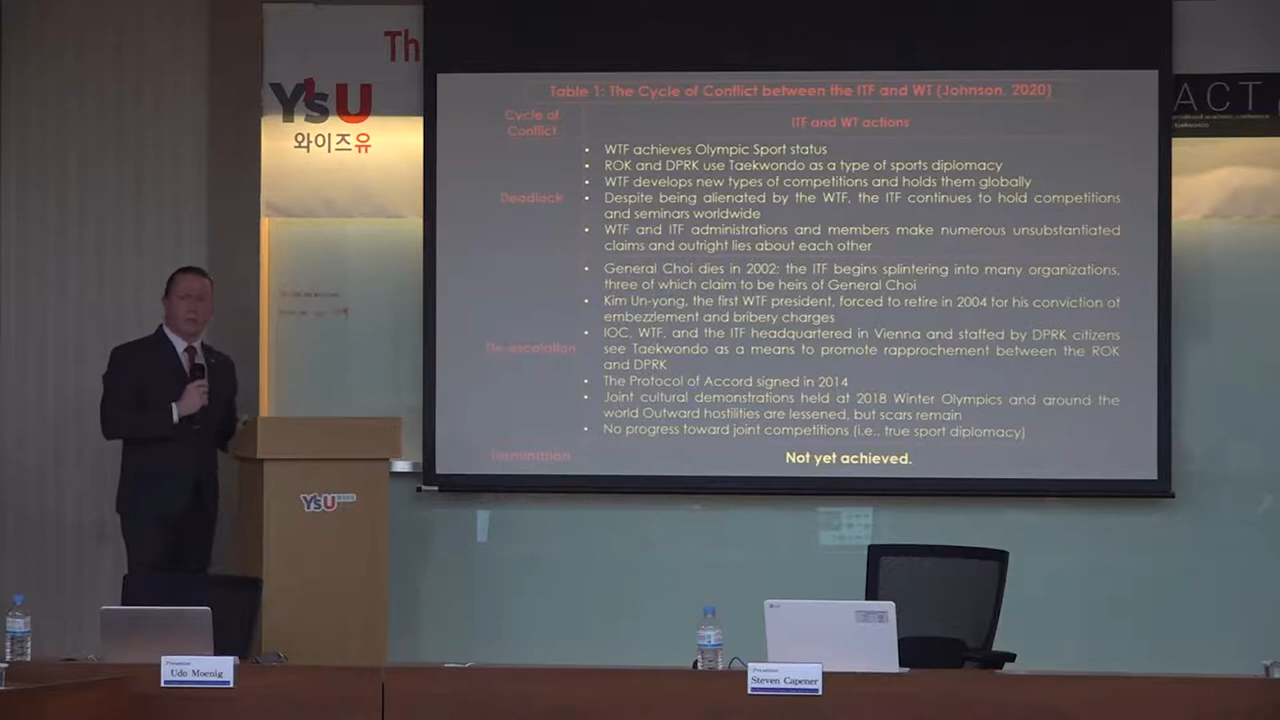 Th
YSU
와이즈유
ACT
Table 1: The Cycle of Conflict between the ITF and WT (Johnson, 2020)
Cycle of
Conflict
ITF and WT actions
Deadlock
• WTF achieves Olympic Sport status
• ROK and DPRK use Taekwondo as a type of sports diplomacy
• WTF develops new types of competitions and holds them globally
• Despite being alienated by the WTF, the ITF continues to hold competitions
and seminars worldwide
• WTF and ITF administrations and members make numerous unsubstantiated
claims and outright lies about each other
De-escalation
• General Choi dies in 2002; the ITF begins splintering into many organizations,
three of which claim to be heirs of General Choi
• Kim Un-yong, the first WTF president, forced to retire in 2004 for his conviction of
embezzlement and bribery charges
• IOC, WTF, and the ITF headquartered in Vienna and staffed by DPRK citizens
see Taekwondo as a means to promote rapprochement between the ROK
and DPRK
• The Protocol of Accord signed in 2014
• Joint cultural demonstrations held at 2018 Winter Olympics and around the
world Outward hostilities are lessened, but scars remain
• No progress toward joint competitions (i.e., true sport diplomacy)
Termination
Not yet achieved.
YSU
Presenter
Udo Moenig
Presenter
Steven Capener